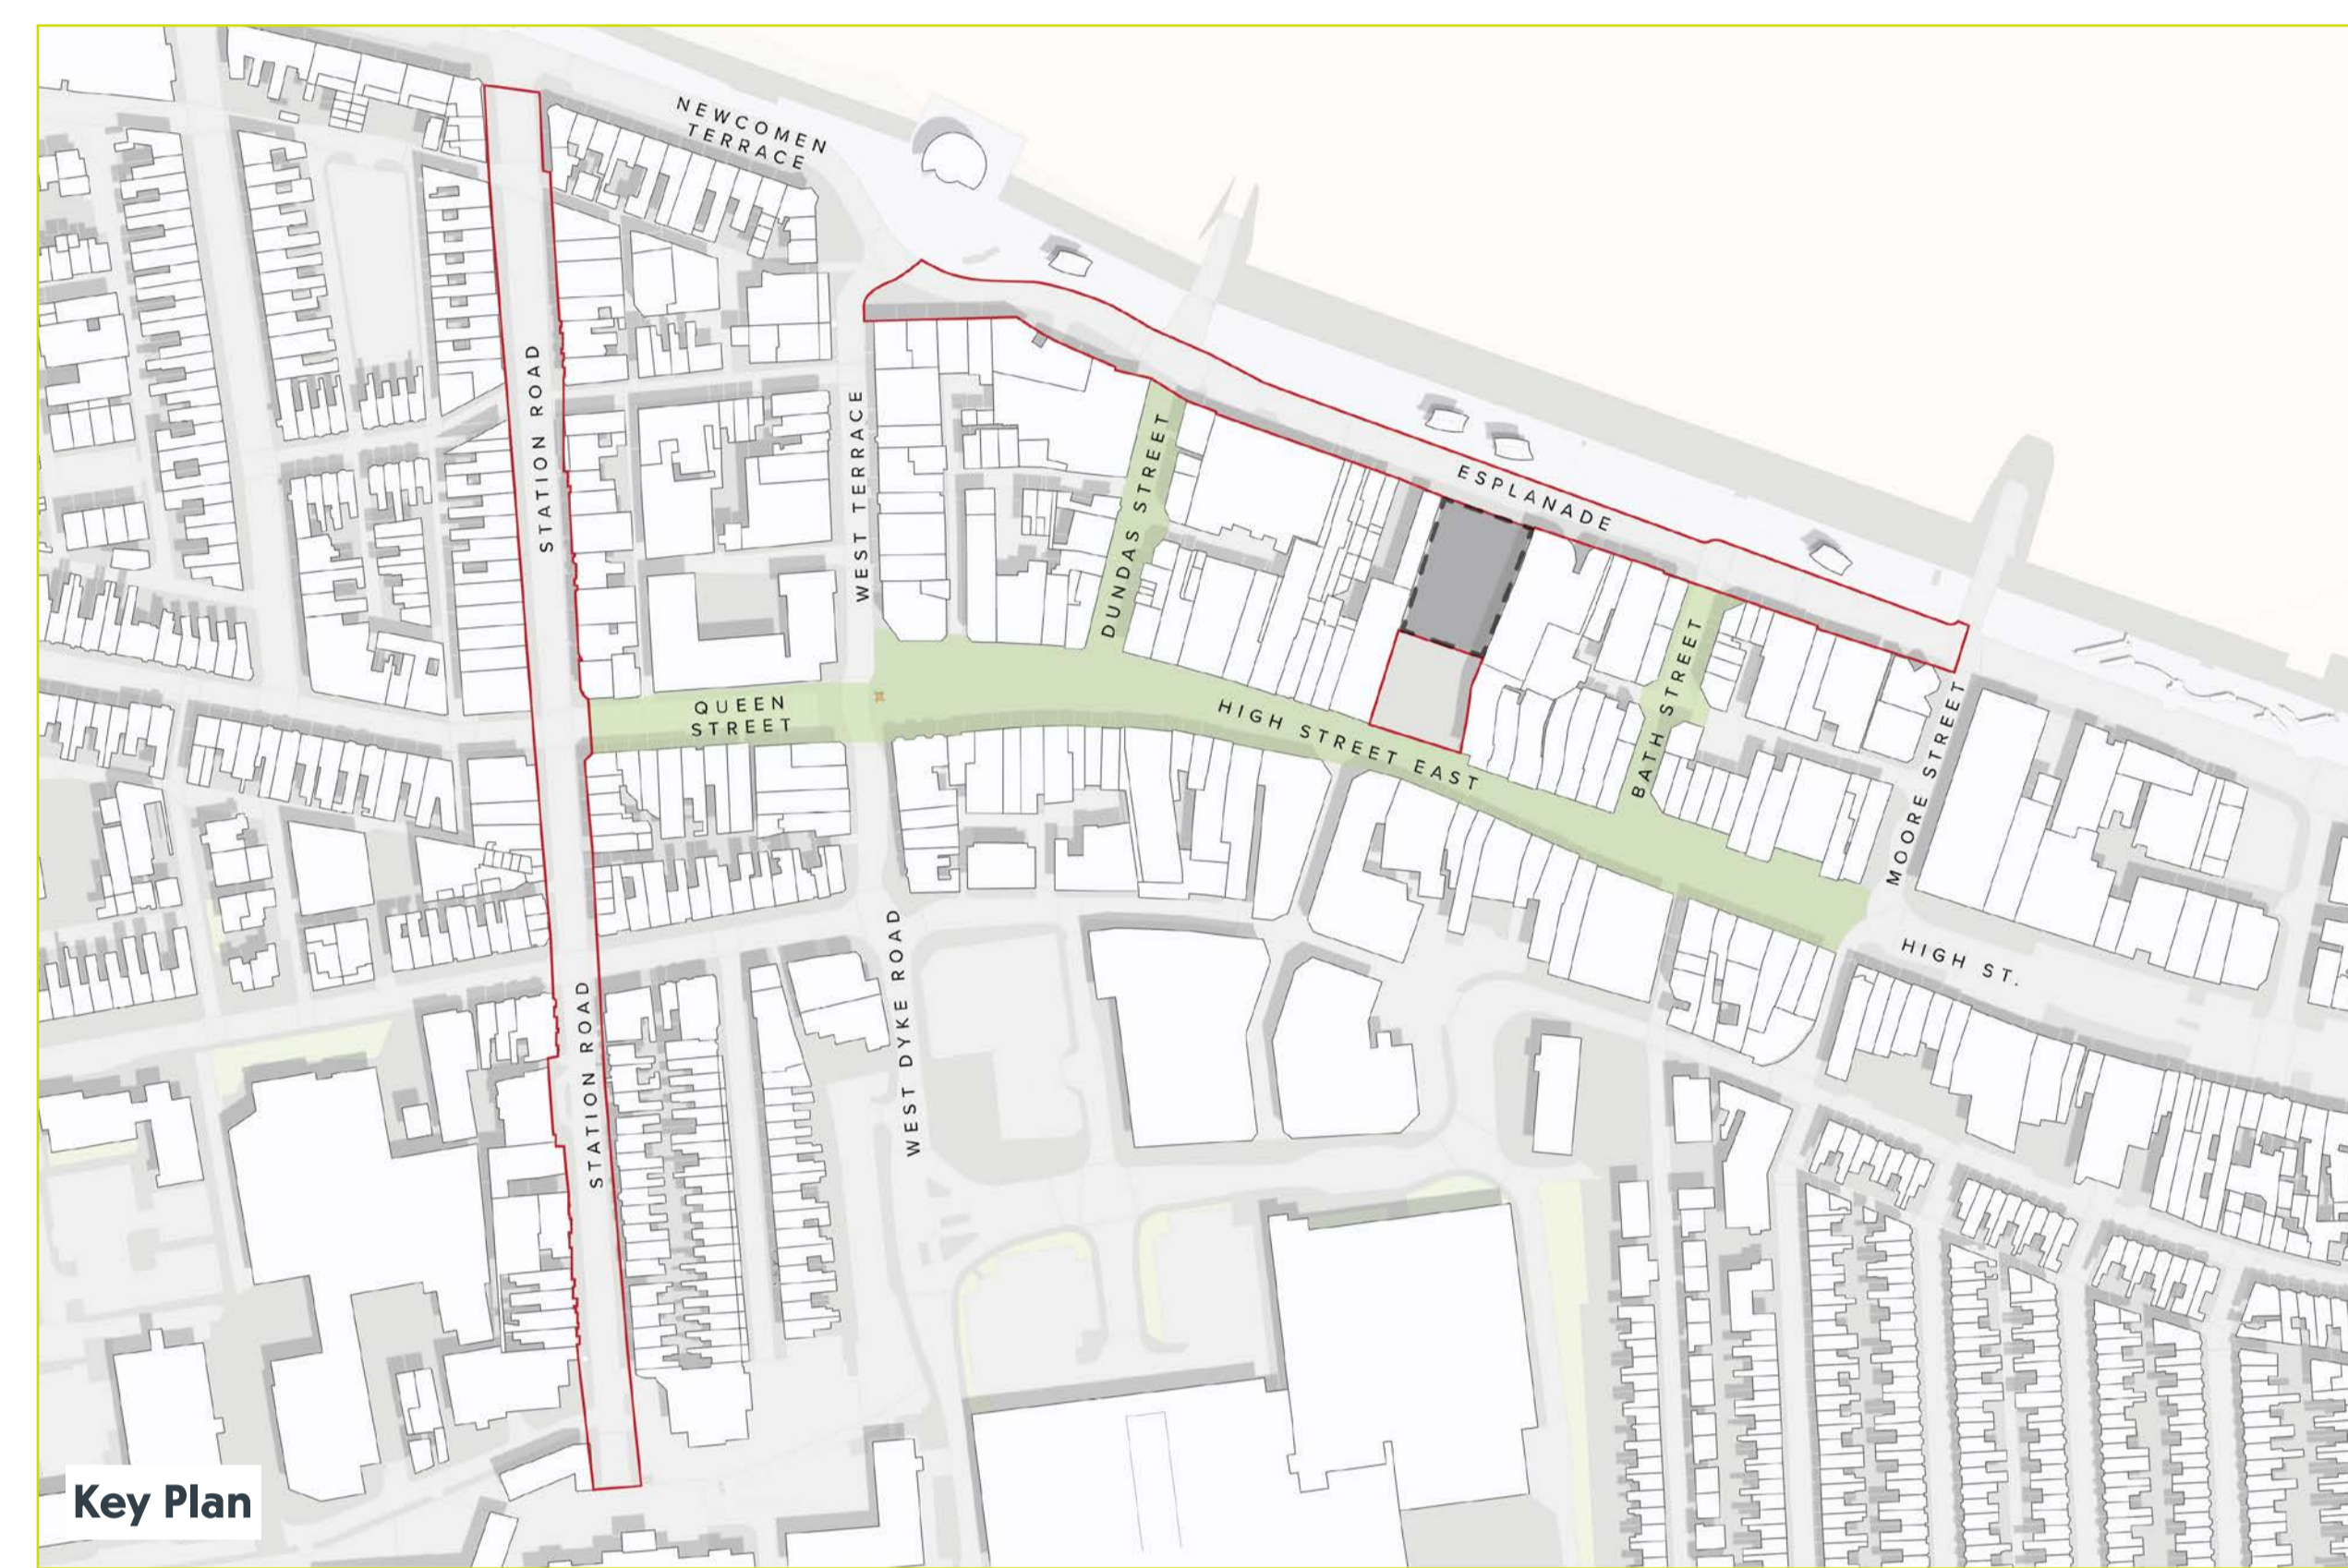 NEWCOMEN
TERRACE
STATION ROAD
WEST TERRACE
DUNDAS STREET
ESPLANADE
QUEEN
STREET
HIGH STREET EAST
BATH STREET
MOORE STREET
HIGH ST.
WEST DYKE ROAD
STATION ROAD
Key Plan